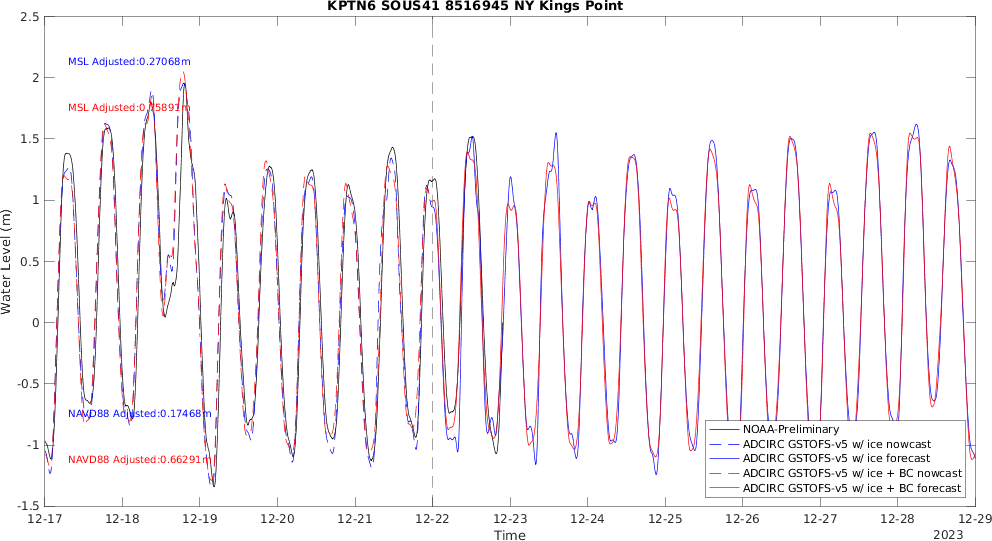 KPTN6 SOUS41 8516945 NY Kings Point
2.5
2
1.5
1
0.5
0
-0.5
-1
-1.5
Water Level (m)
MSL Adjusted:0.27068m
MSL Adjusted:0.75891m
NAVD88 Adjusted:0.17468m
NAVD88 Adjusted:0.66291m
NOAA-Preliminary
ADCIRC GSTOFS-v5 w/ ice nowcast
ADCIRC GSTOFS-v5 w/ ice forecast
ADCIRC GSTOFS-v5 w/ ice + BC nowcast
ADCIRC GSTOFS-v5 w/ ice + BC forecast
12-17 12-18 12-19 12-20 12-21 12-22 12-23 12-24 12-25 12-26 12-27 12-28 12-29
Time
2023